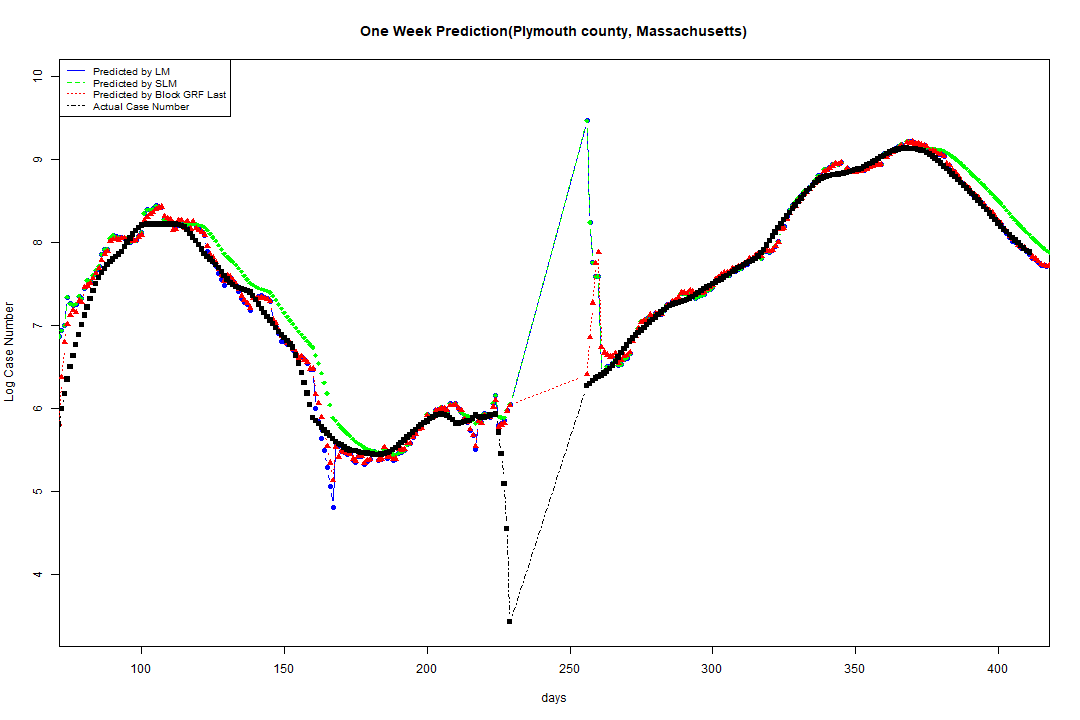 One Week Prediction(Plymouth county, Massachusetts)
Predicted by LM
Predicted by SLM
Predicted by Block GRF Last
Actual Case Number
10
9
8
7
6
5
4
Log Case Number
100 150 200 250 300 350 400
days